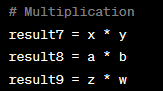 # Multiplication
result7 = x * y
result8 = a * b
result9 = z * w